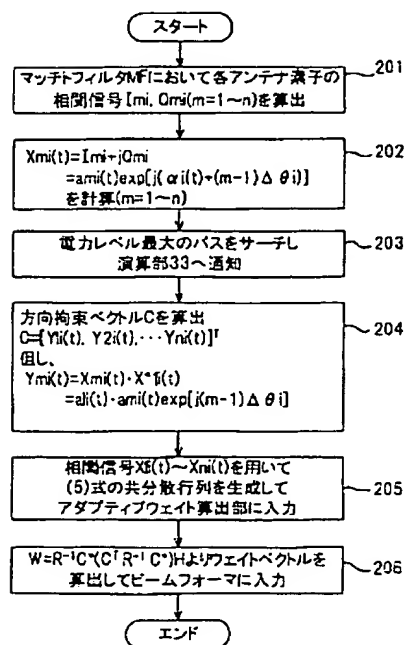 スタート
201
マッチトフィルタMFにおいて各アンテナ素子の
相関信号Imi, Qmi(m=1〜n)を算出
202
Xmi(t)=Imi+jQmi
=ami(t)exp[j(αi(t)+(m-1)Δθi)]
を計算(m=1〜n)
203
電力レベル最大のパスをサーチし
演算部33へ通知
204
方向拘束ベクトルCを算出
C=[Y1i(t), Y2i(t),···Yni(t)]ᵀ
但し、
Ymi(t)=Xmi(t)·X*1i(t)
=a1i(t)·ami(t)exp[j(m-1)Δθi]
205
相関信号X1i(t)〜Xni(t)を用いて
(5)式の共分散行列を生成して
アダプティブウェイト算出部に入力
206
W=R⁻¹C*(CᵀR⁻¹C*)Hよりウェイトベクトルを
算出してビームフォーマに入力
エンド